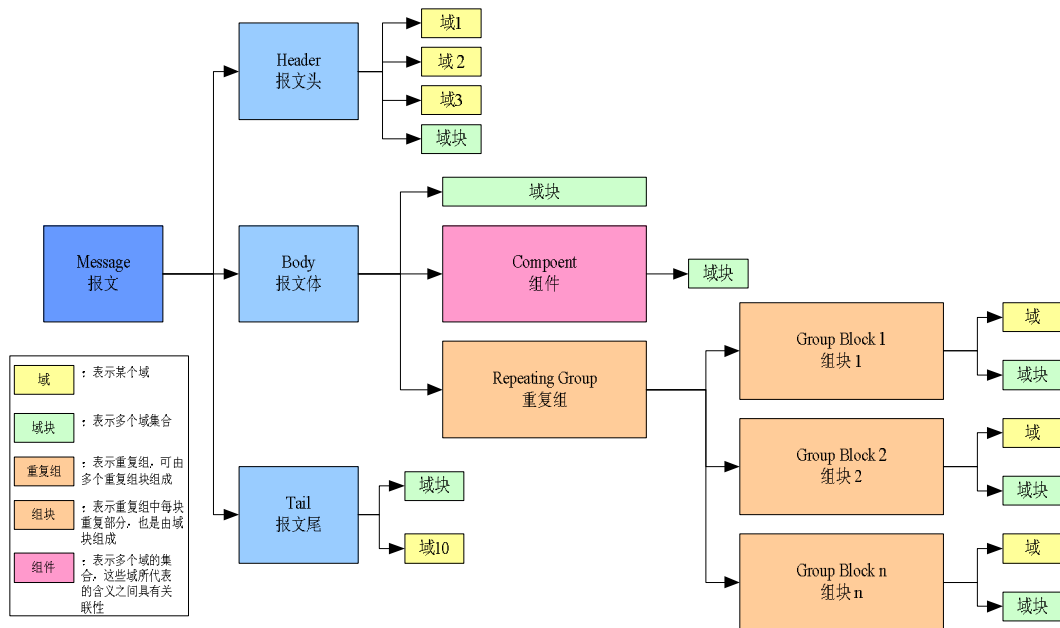 Header
报文头
域1
域 2
域3
域块
Message
报文
Body
报文体
域块
Compoent
组件
域块
Repeating Group
重复组
Group Block 1
组块 1
域
域块
Group Block 2
组块 2
域
域块
Group Block n
组块 n
域
域块
Tail
报文尾
域块
域10
域
：表示某个域
域块
：表示多个域集合
重复组
：表示重复组，可由
多个重复组块组成
组块
：表示重复组中每块
重复部分，也是由域
块组成
组件
：表示多个域的集
合，这些域所代表
的含义之间具有关
联性